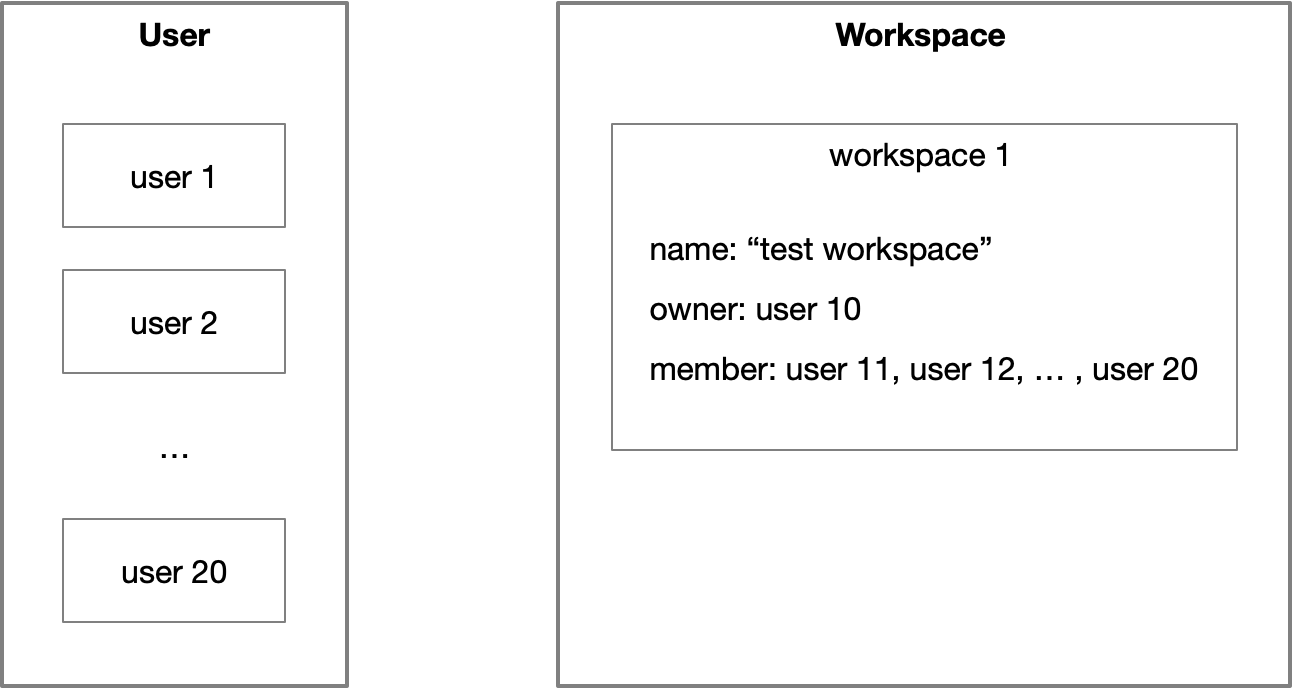 User
user 1
user 2
...
user 20
Workspace
workspace 1
name: “test workspace”
owner: user 10
member: user 11, user 12, … , user 20